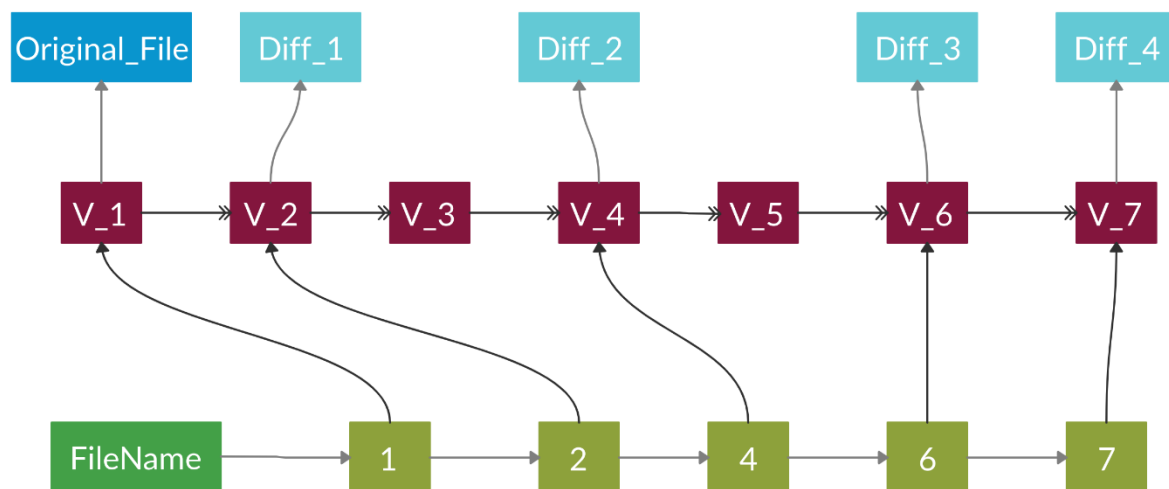 Original_File
Diff_1
Diff_2
Diff_3
Diff_4
V_1
V_2
V_3
V_4
V_5
V_6
V_7
FileName
1
2
4
6
7